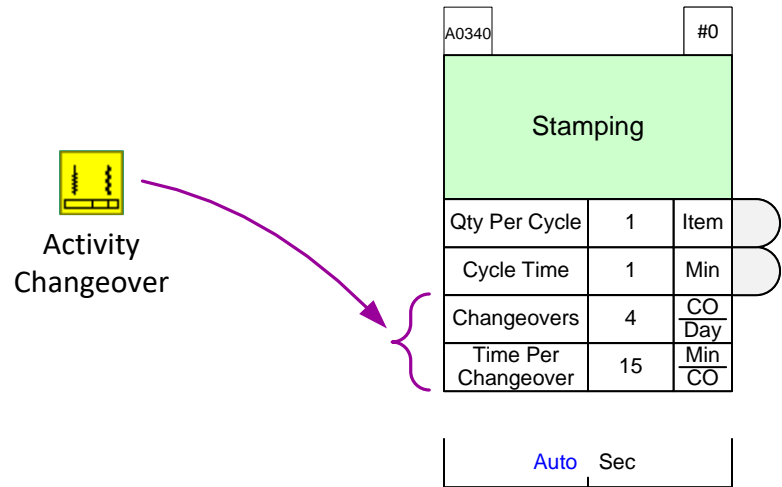 A0340 #0
Stamping
Activity
Changeover
Qty Per Cycle 1 Item
Cycle Time 1 Min
Changeovers 4 CO
Day
Time Per
Changeover 15 Min
CO
Auto Sec